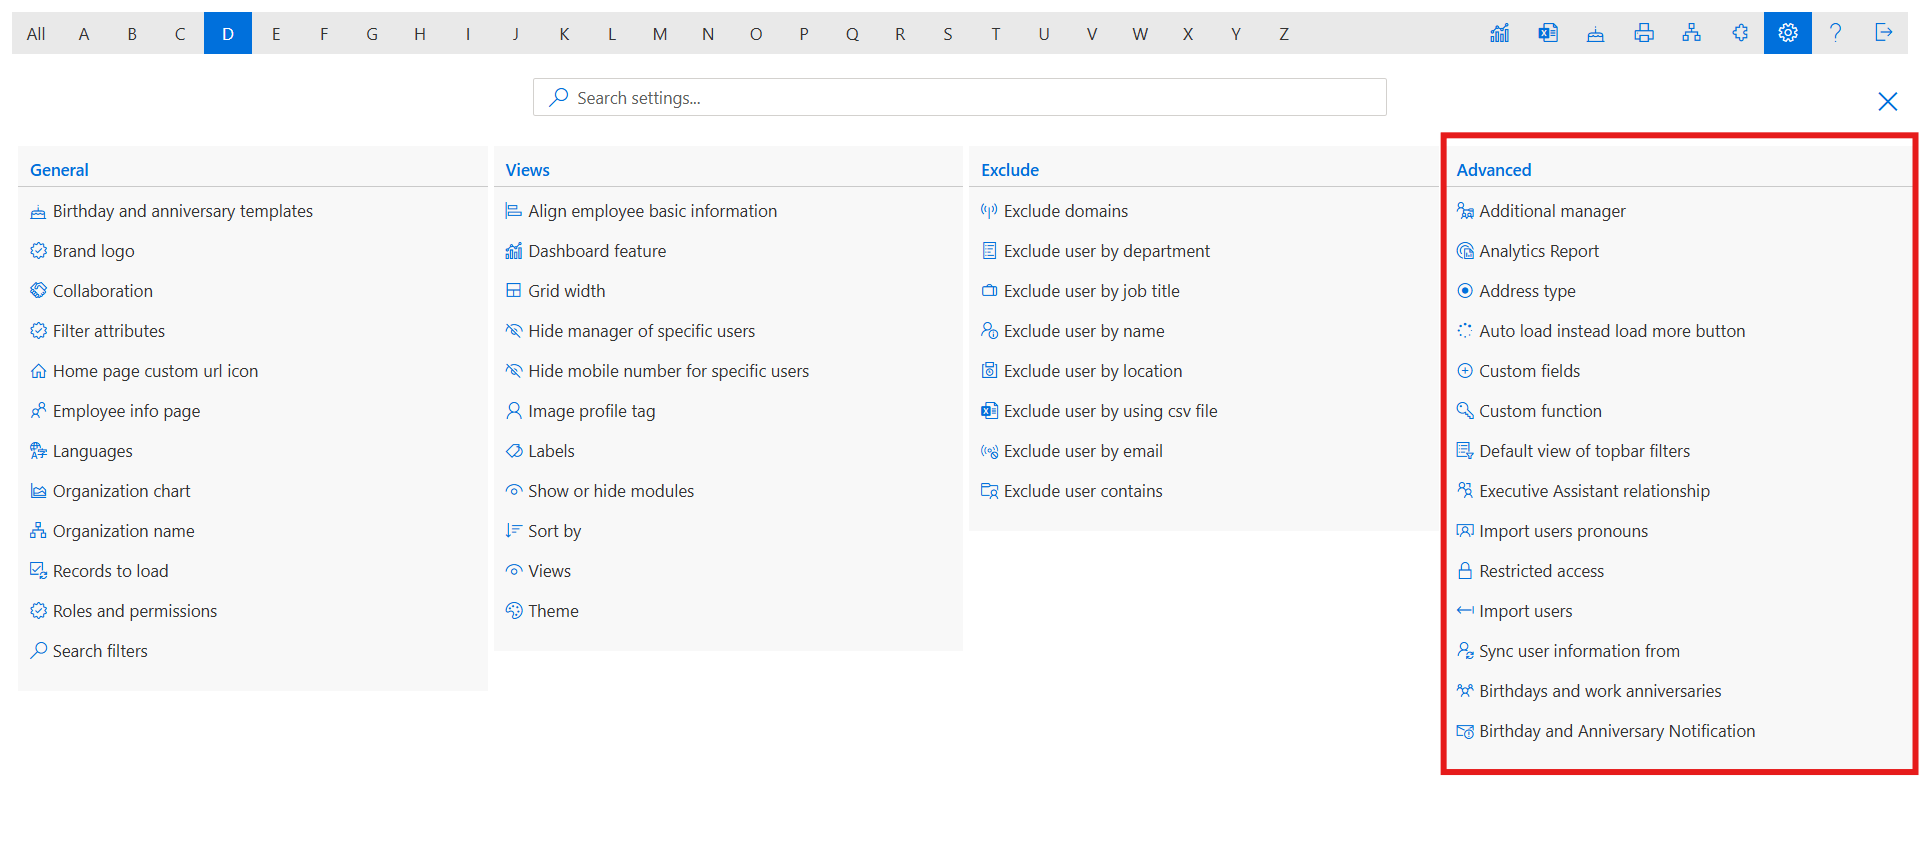 All A B C D E F G H I J K L M N O P Q R S T U V W X Y Z
Search settings...
General
Birthday and anniversary templates
Brand logo
Collaboration
Filter attributes
Home page custom url icon
Employee info page
Languages
Organization chart
Organization name
Records to load
Roles and permissions
Search filters
Views
Align employee basic information
Dashboard feature
Grid width
Hide manager of specific users
Hide mobile number for specific users
Image profile tag
Labels
Show or hide modules
Sort by
Views
Theme
Exclude
Exclude domains
Exclude user by department
Exclude user by job title
Exclude user by name
Exclude user by location
Exclude user by using csv file
Exclude user by email
Exclude user contains
Advanced
Additional manager
Analytics Report
Address type
Auto load instead load more button
Custom fields
Custom function
Default view of topbar filters
Executive Assistant relationship
Import users pronouns
Restricted access
Import users
Sync user information from
Birthdays and work anniversaries
Birthday and Anniversary Notification